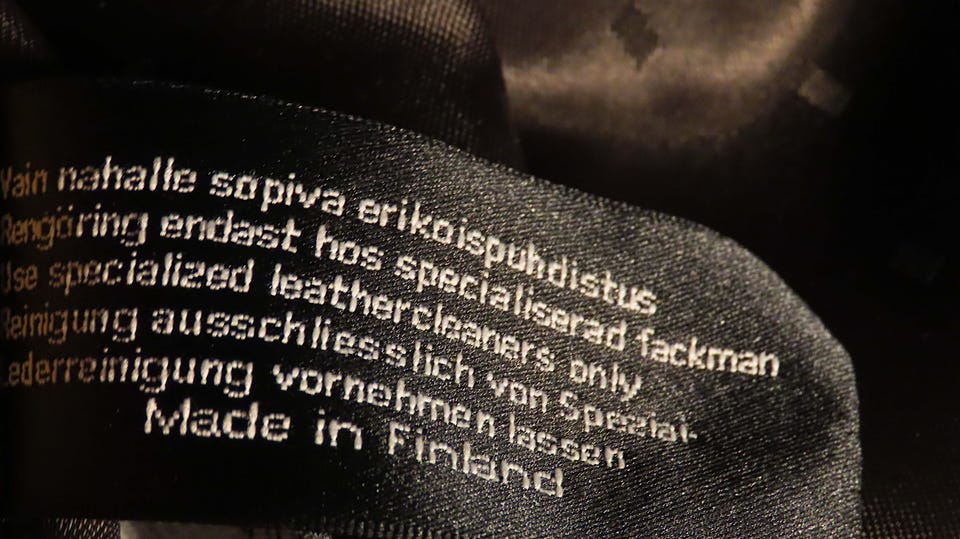 Vain nahalle sopiva erikoispuhdistus
Rengöring endast hos specialiserad fackman
Use specialized leathercleaners only
Reinigung ausschliesslich von Spezial-
Lederreinigung vornehmen lassen
Made in Finland